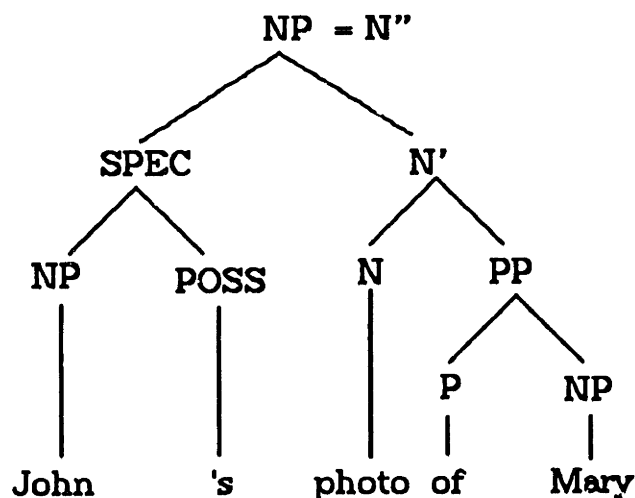 NP = N”
SPEC N’
NP POSS N PP
P NP
John 's photo of Mary